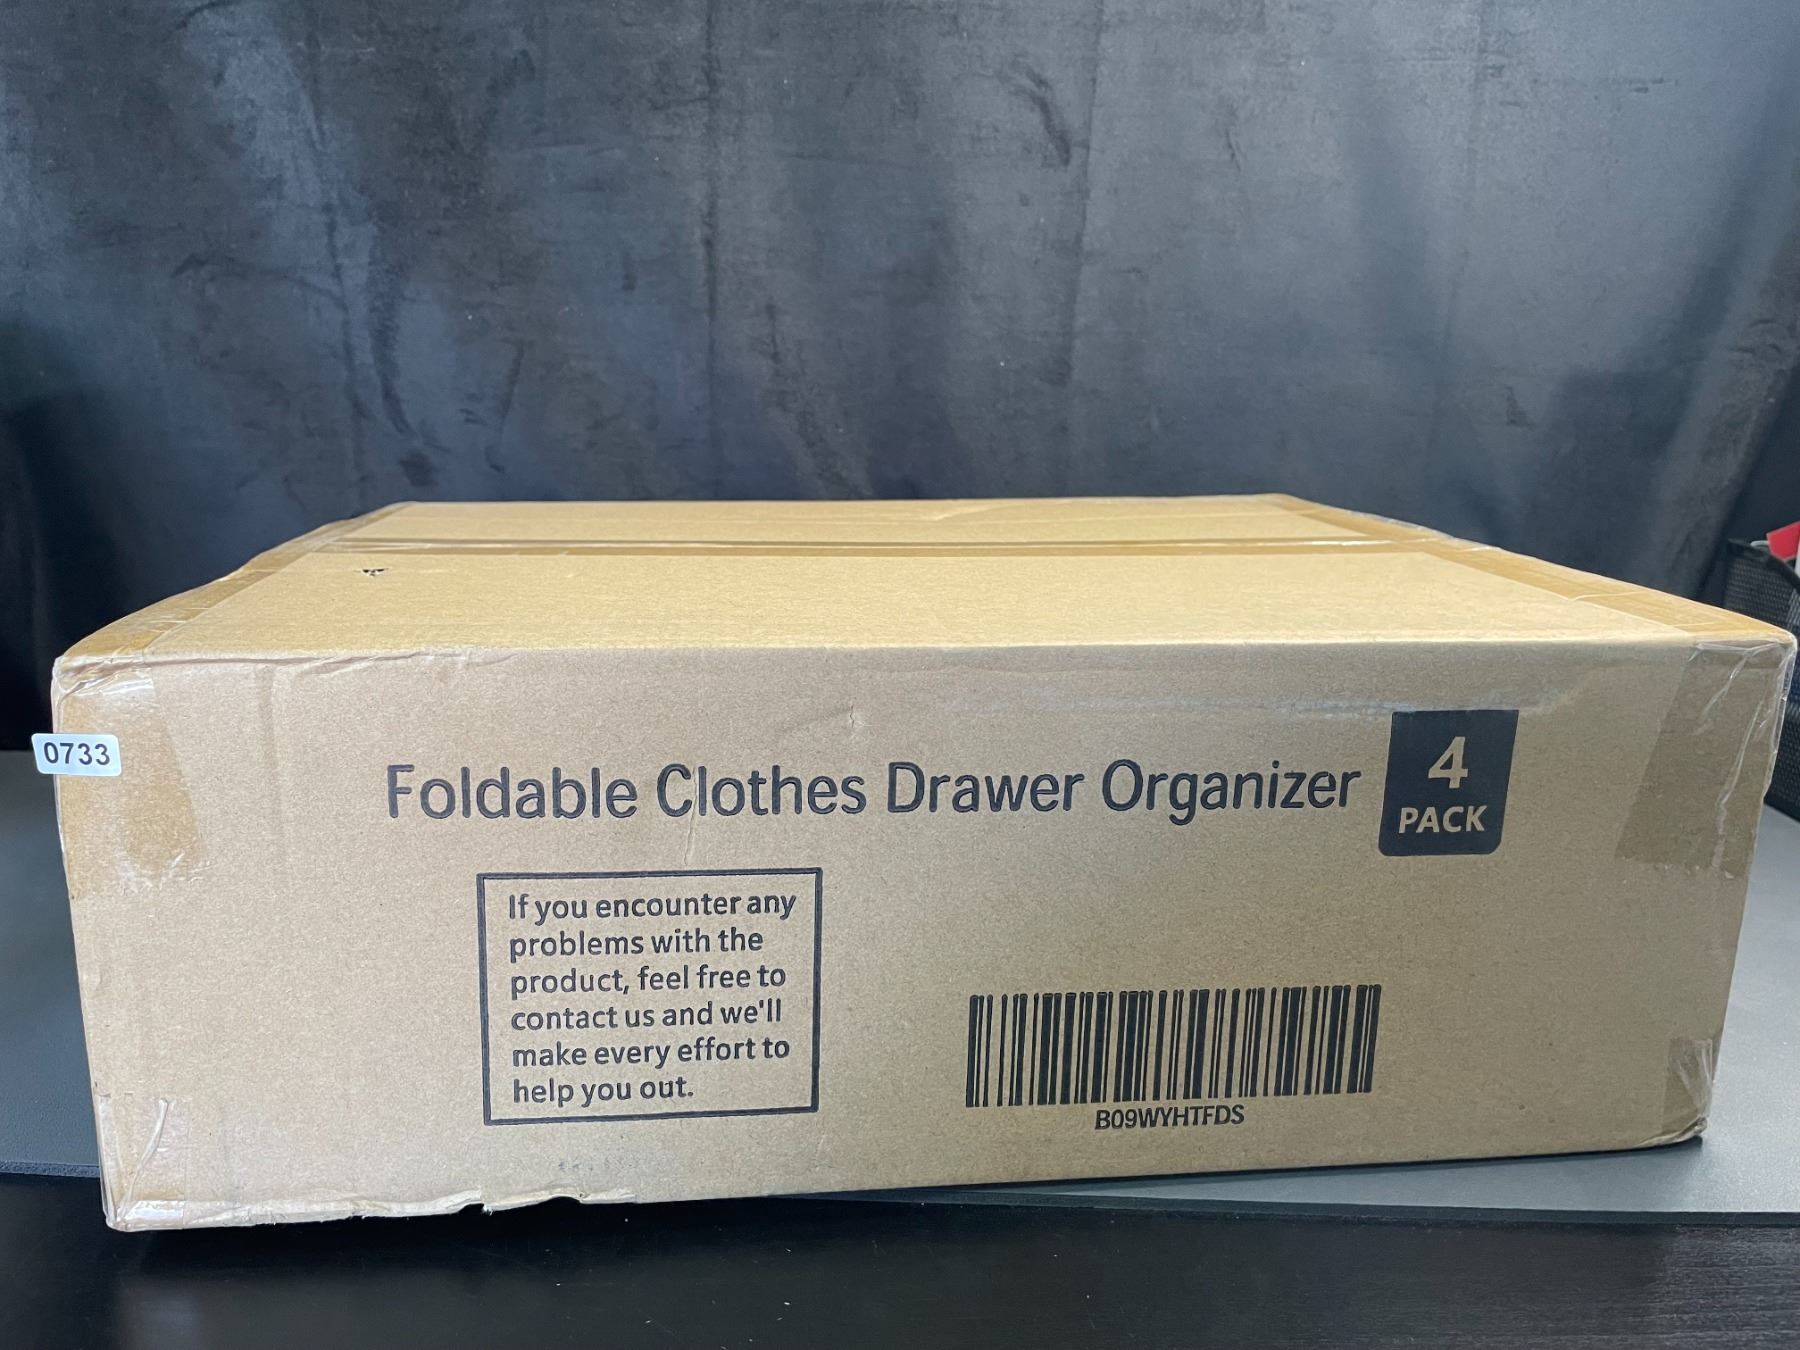 0733
Foldable Clothes Drawer Organizer
4
PACK
If you encounter any
problems with the
product, feel free to
contact us and we'll
make every effort to
help you out.
B09WYHTFDS